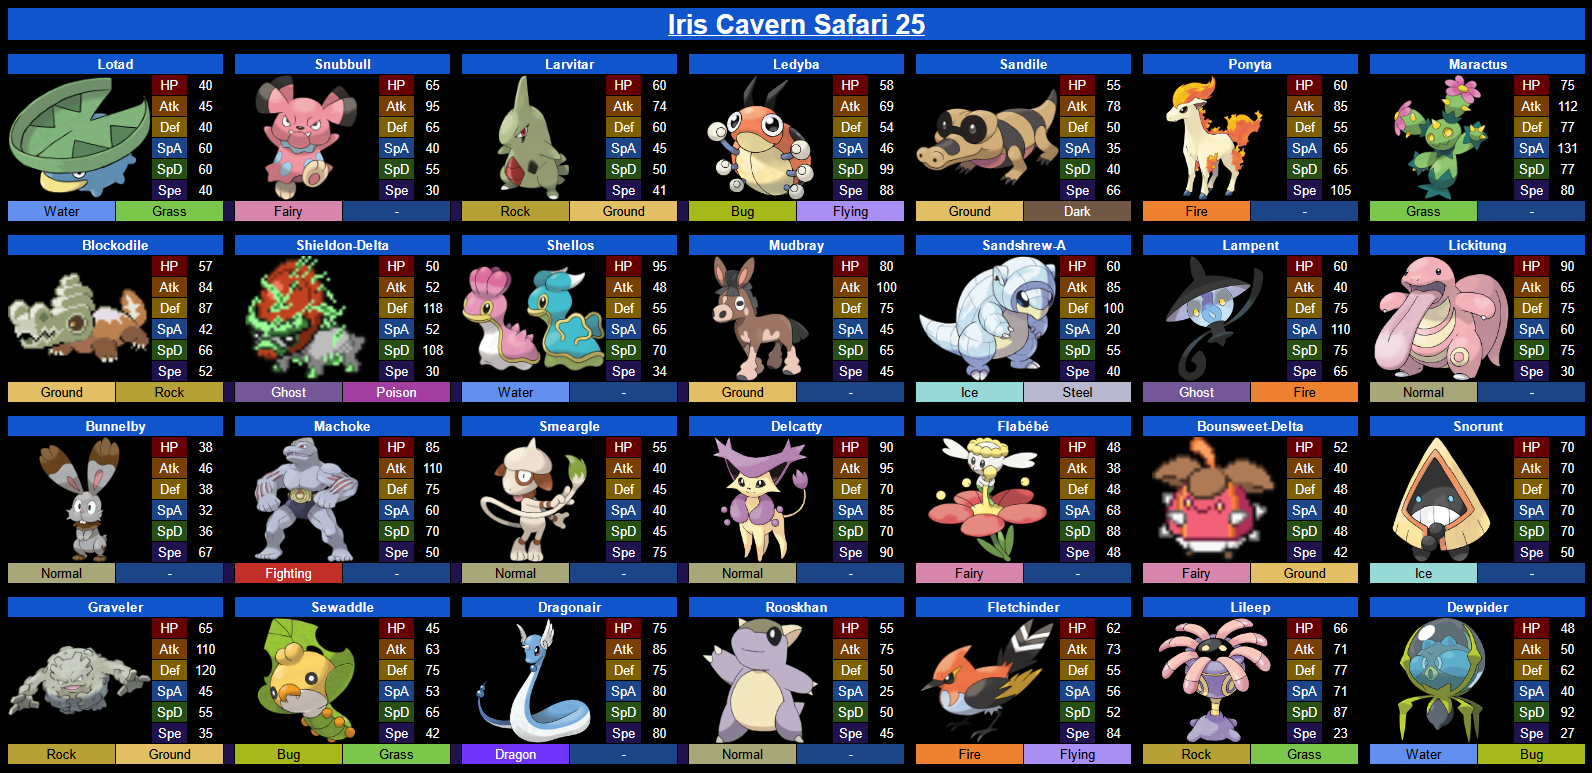 Iris Cavern Safari 25
Lotad Snubbull Larvitar Ledyba Sandile Ponyta Maractus
HP 40 HP 65 HP 60 HP 58 HP 55 HP 60 HP 75
Atk 45 Atk 95 Atk 74 Atk 69 Atk 78 Atk 85 Atk 112
Def 40 Def 65 Def 60 Def 54 Def 50 Def 55 Def 77
SpA 60 SpA 40 SpA 45 SpA 46 SpA 35 SpA 65 SpA 131
SpD 60 SpD 55 SpD 50 SpD 99 SpD 40 SpD 65 SpD 77
Spe 40 Spe 30 Spe 41 Spe 88 Spe 66 Spe 105 Spe 80
Water Grass Fairy - Rock Ground Bug Flying Ground Dark Fire - Grass -
Blockodile Shieldon-Delta Shellos Mudbray Sandshrew-A Lampent Lickitung
HP 57 HP 50 HP 95 HP 80 HP 60 HP 60 HP 90
Atk 84 Atk 52 Atk 48 Atk 100 Atk 85 Atk 40 Atk 65
Def 87 Def 118 Def 55 Def 75 Def 100 Def 75 Def 75
SpA 42 SpA 52 SpA 65 SpA 45 SpA 20 SpA 110 SpA 60
SpD 66 SpD 108 SpD 70 SpD 65 SpD 55 SpD 75 SpD 75
Spe 52 Spe 30 Spe 34 Spe 45 Spe 40 Spe 65 Spe 30
Ground Rock Ghost Poison Water - Ground - Ice Steel Ghost Fire Normal -
Bunnelby Machoke Smeargle Delcatty Flabébé Bounsweet-Delta Snorunt
HP 38 HP 85 HP 55 HP 90 HP 48 HP 52 HP 70
Atk 46 Atk 110 Atk 40 Atk 95 Atk 38 Atk 40 Atk 70
Def 38 Def 75 Def 45 Def 70 Def 48 Def 48 Def 70
SpA 32 SpA 60 SpA 40 SpA 85 SpA 68 SpA 40 SpA 70
SpD 36 SpD 70 SpD 45 SpD 70 SpD 88 SpD 48 SpD 70
Spe 67 Spe 50 Spe 75 Spe 90 Spe 48 Spe 42 Spe 50
Normal - Fighting - Normal - Normal - Fairy - Fairy Ground Ice -
Graveler Sewaddle Dragonair Rooskhan Fletchinder Lileep Dewpider
HP 65 HP 45 HP 75 HP 55 HP 62 HP 66 HP 48
Atk 110 Atk 63 Atk 85 Atk 75 Atk 73 Atk 71 Atk 50
Def 120 Def 75 Def 75 Def 50 Def 55 Def 77 Def 62
SpA 45 SpA 53 SpA 80 SpA 25 SpA 56 SpA 71 SpA 40
SpD 55 SpD 65 SpD 80 SpD 50 SpD 52 SpD 87 SpD 92
Spe 35 Spe 42 Spe 80 Spe 45 Spe 84 Spe 23 Spe 27
Rock Ground Bug Grass Dragon - Normal - Fire Flying Rock Grass Water Bug